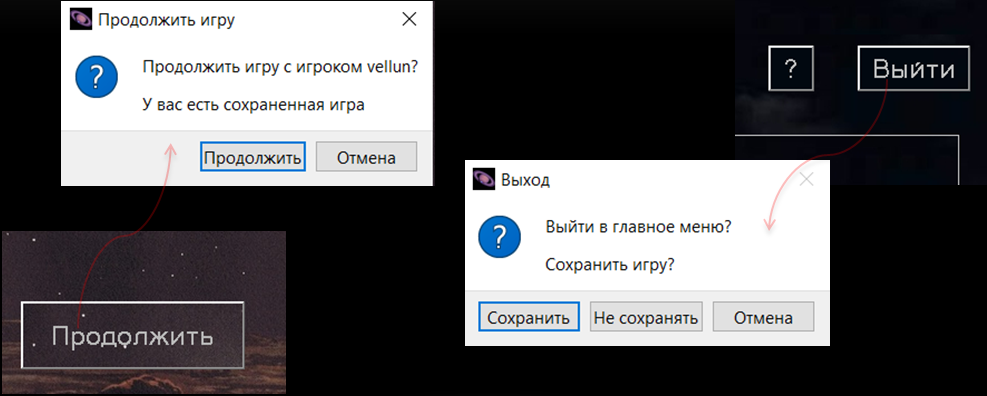 Продолжить игру
Продолжить игру с игроком vellun?
У вас есть сохраненная игра
Продолжить
Отмена
?
Выйти
Выход
Выйти в главное меню?
Сохранить игру?
Сохранить
Не сохранять
Отмена
Продолжить